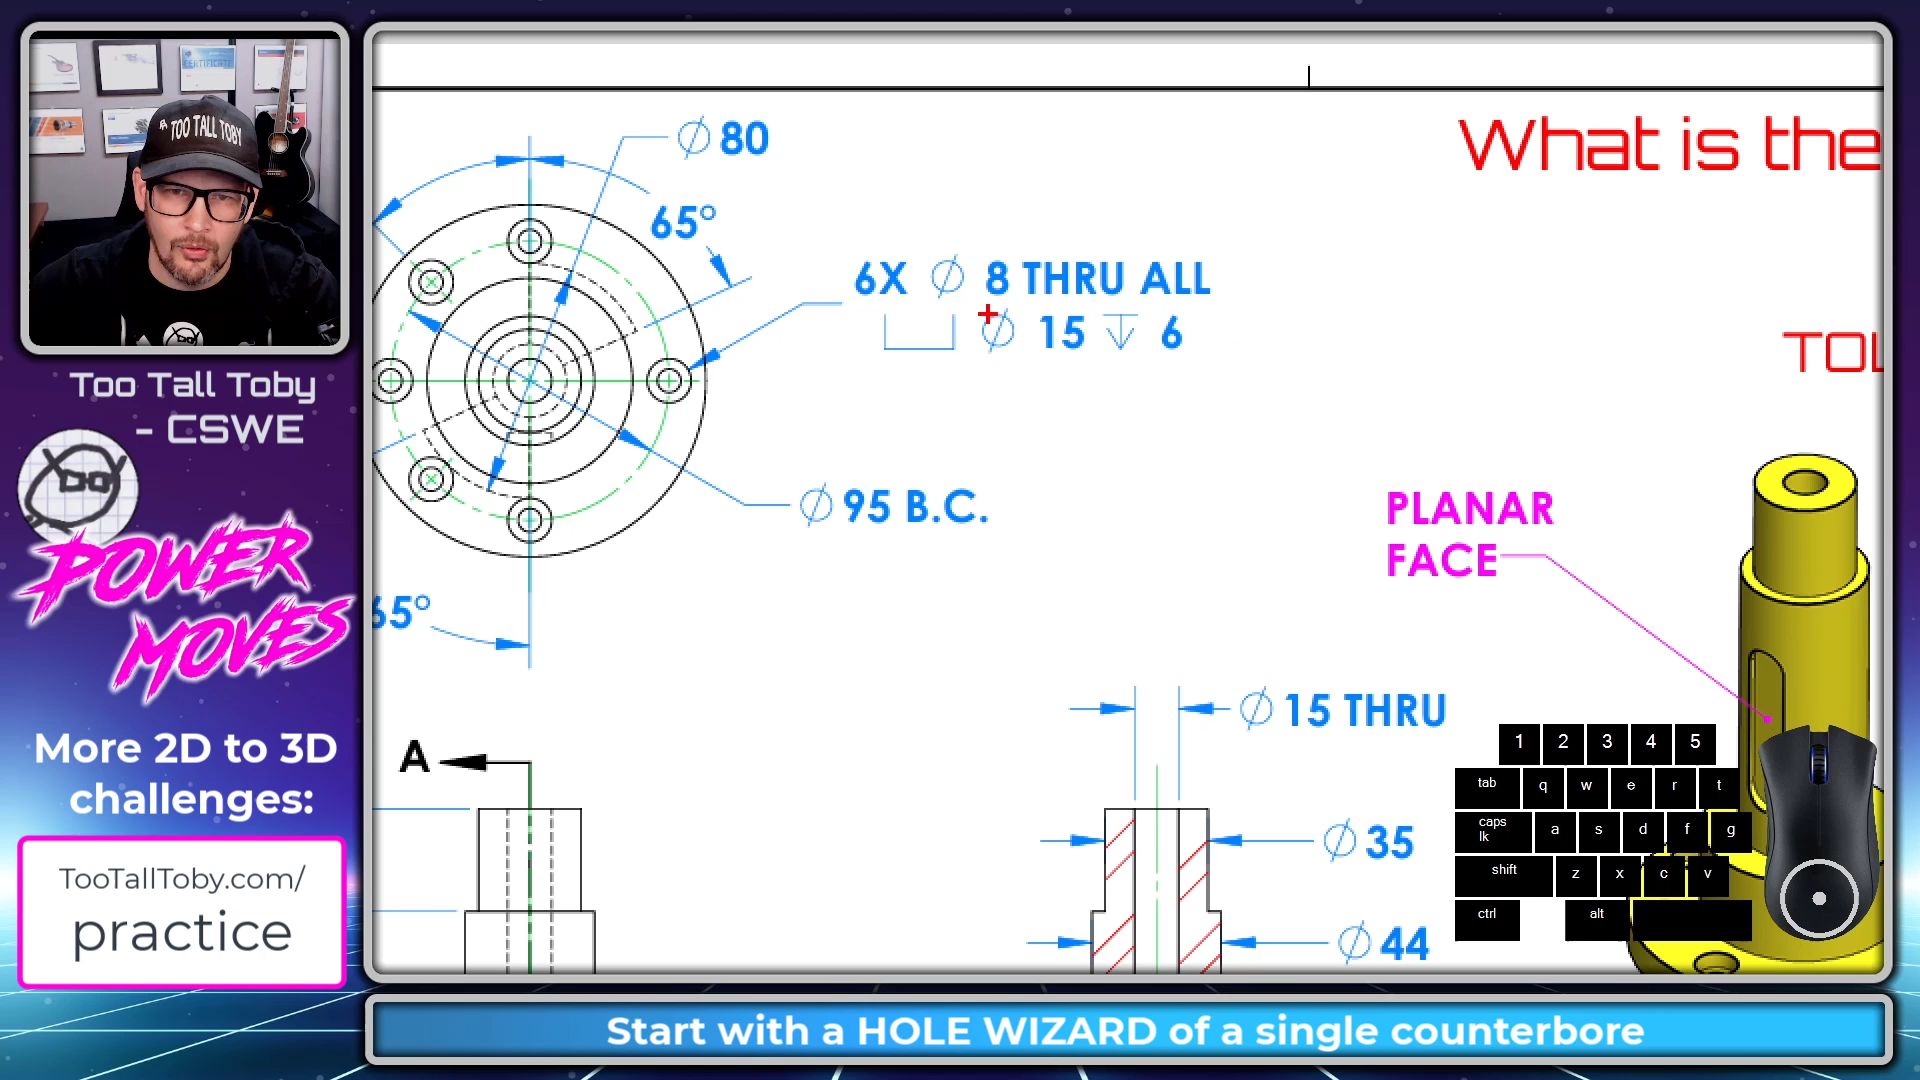 CERTIFICATE
TOO TALL TOBY
Too Tall Toby
- CSWE
POWER
MOVES
More 2D to 3D
challenges:
TooTallToby.com/
practice
Ø 80
65°
6X Ø 8 THRU ALL
⌴ Ø 15 ↧ 6
Ø 95 B.C.
65°
A
What is the
TOL
PLANAR
FACE
Ø 15 THRU
Ø 35
Ø 44
1 2 3 4 5
tab q w e r t
caps lk a s d f g
shift z x c v
ctrl alt
Start with a HOLE WIZARD of a single counterbore